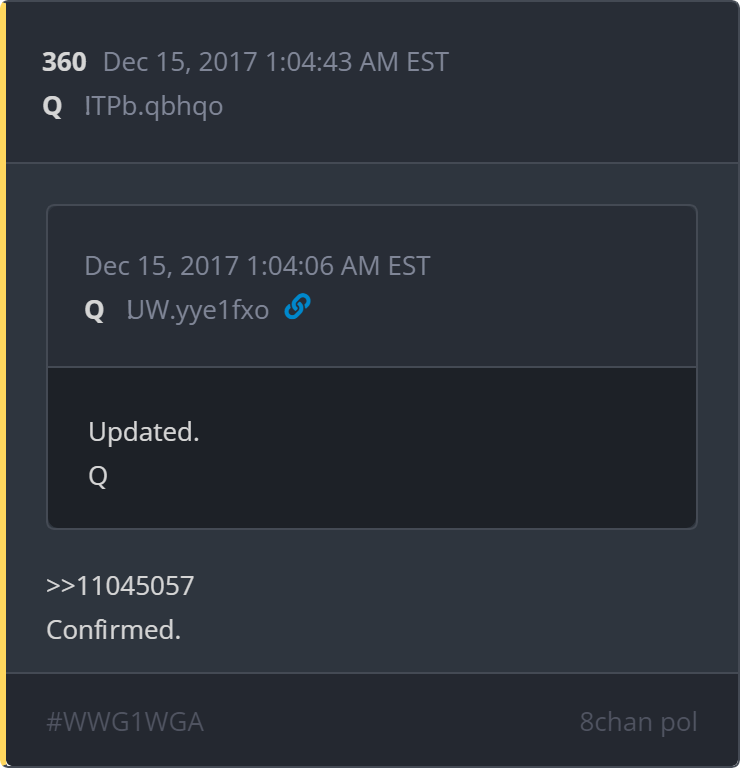 360 Dec 15, 2017 1:04:43 AM EST
Q !ITPb.qbhqo
Dec 15, 2017 1:04:06 AM EST
Q !UW.yye1fxo
Updated.
Q
>>11045057
Confirmed.
#WWG1WGA 8chan pol